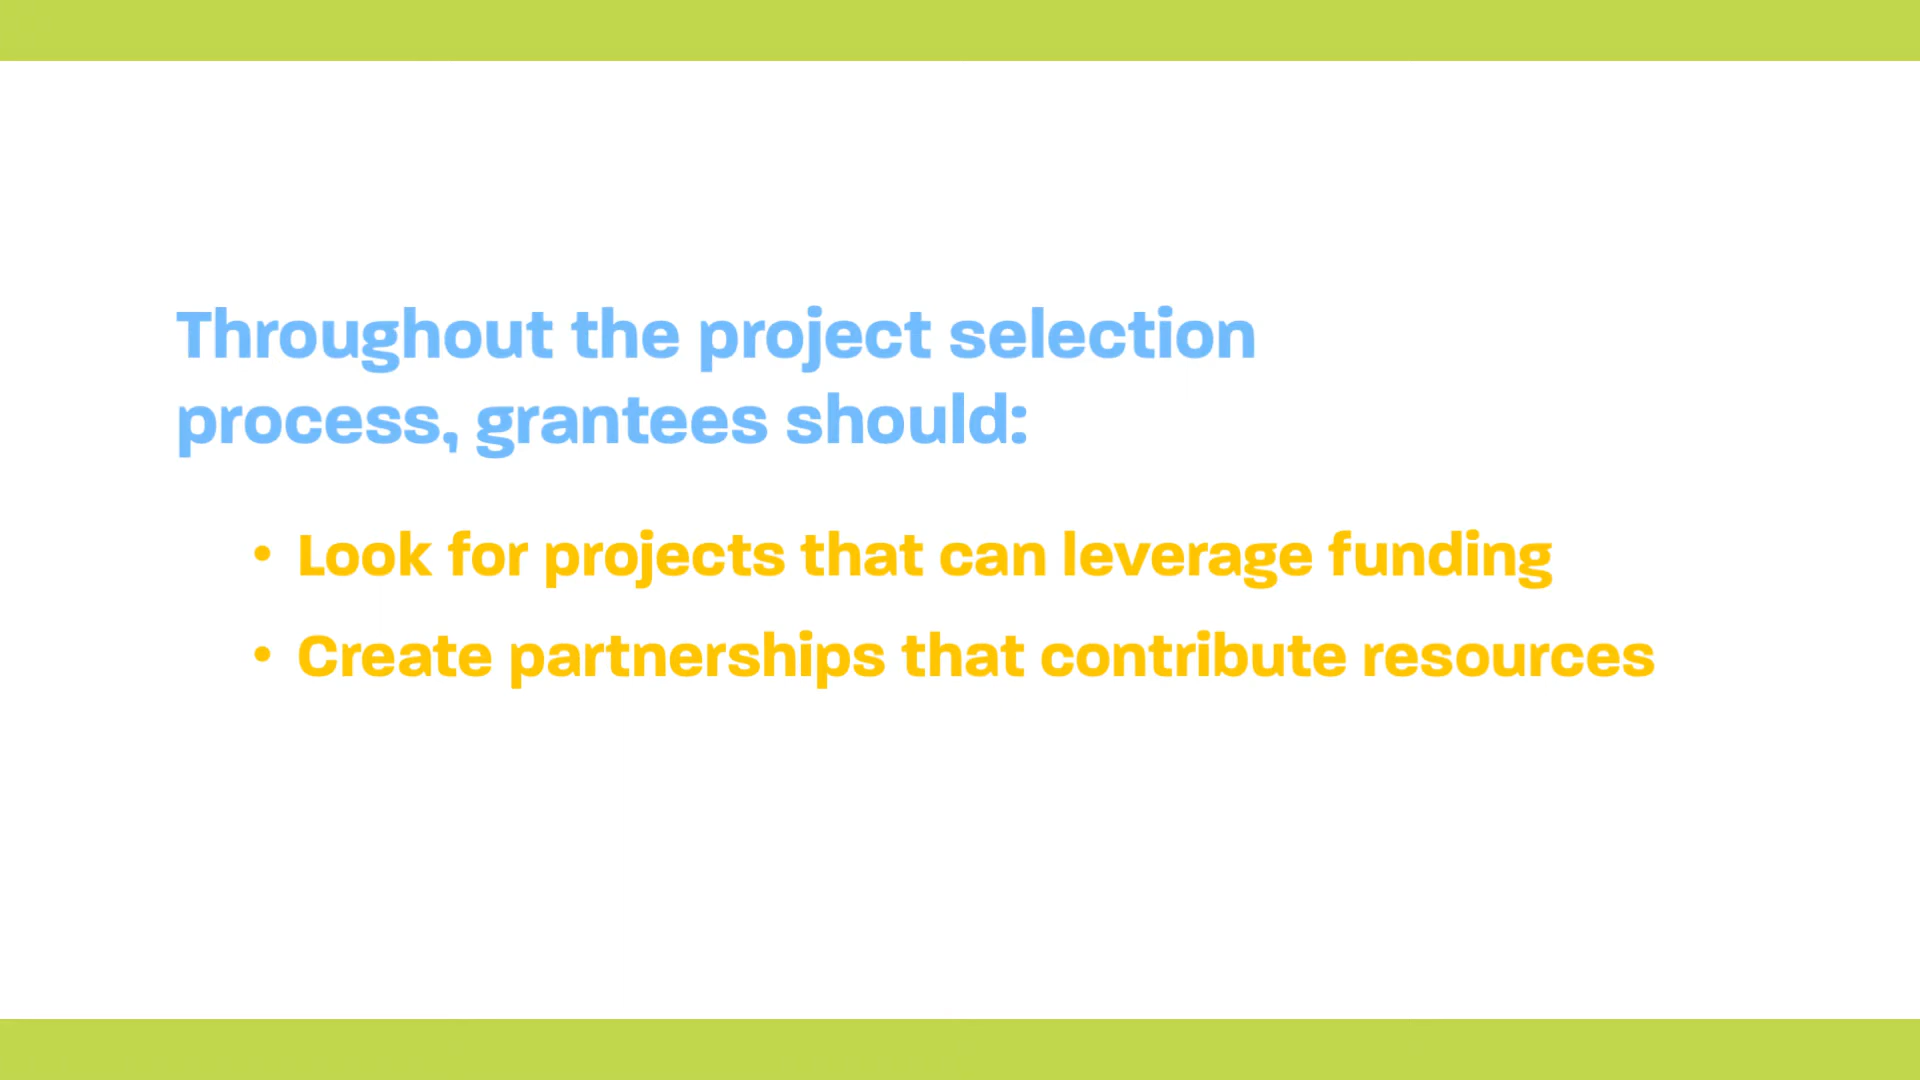 Throughout the project selection
process, grantees should:
• Look for projects that can leverage funding
• Create partnerships that contribute resources